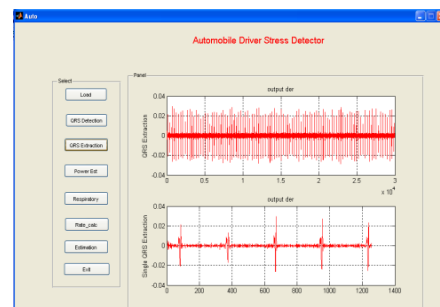 Auto
Automobile Driver Stress Detector
Select
Load
QRS Detection
QRS Extraction
Power Est
Respiratory
Rate_calc
Estimation
Exit
Panel
output der
QRS Extraction
0.04
0.02
0
-0.02
-0.04
0 0.5 1 1.5 2 2.5 3
x 10^4
output der
Single QRS Extraction
0.04
0.02
0
-0.02
-0.04
0 200 400 600 800 1000 1200 1400